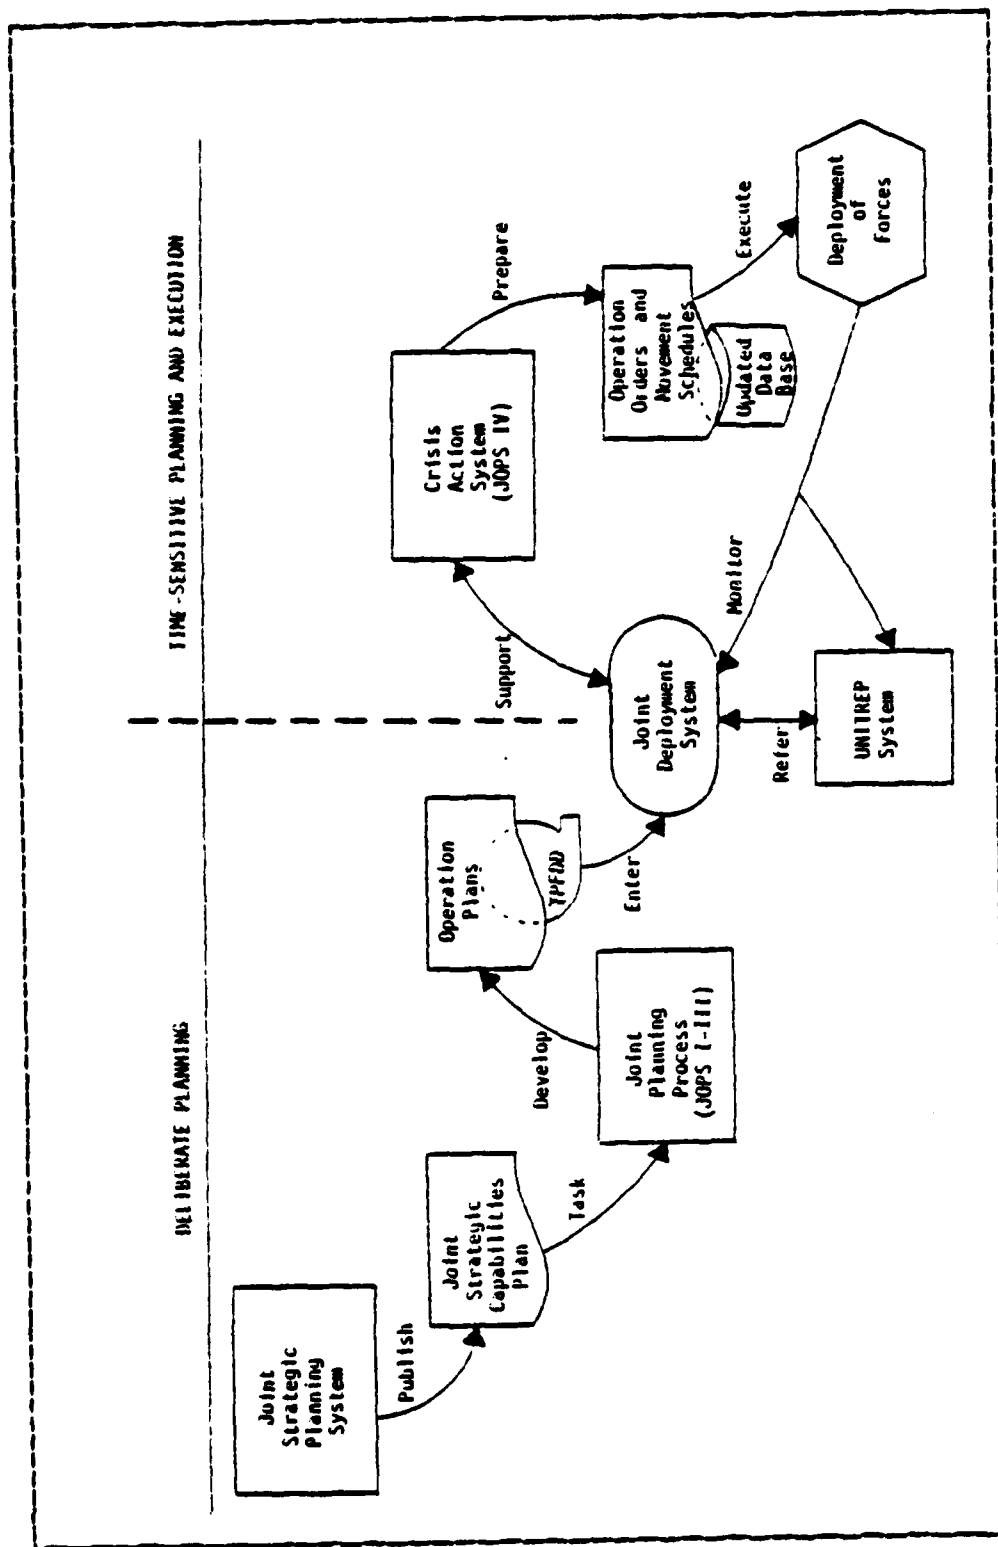 DELIBERATE PLANNING
TIME-SENSITIVE PLANNING AND EXECUTION
Joint
Strategic
Planning
System
Publish
Joint
Strategic
Capabilities
Plan
Task
Joint
Planning
Process
(JOPS I-III)
Develop
Operation
Plans
TPFDD
Enter
Joint
Deployment
System
Support
Crisis
Action
System
(JOPS IV)
Prepare
Operation
Orders and
Movement
Schedules
Updated
Data
Base
Execute
Deployment
of
Forces
Monitor
Refer
UNITREP
System